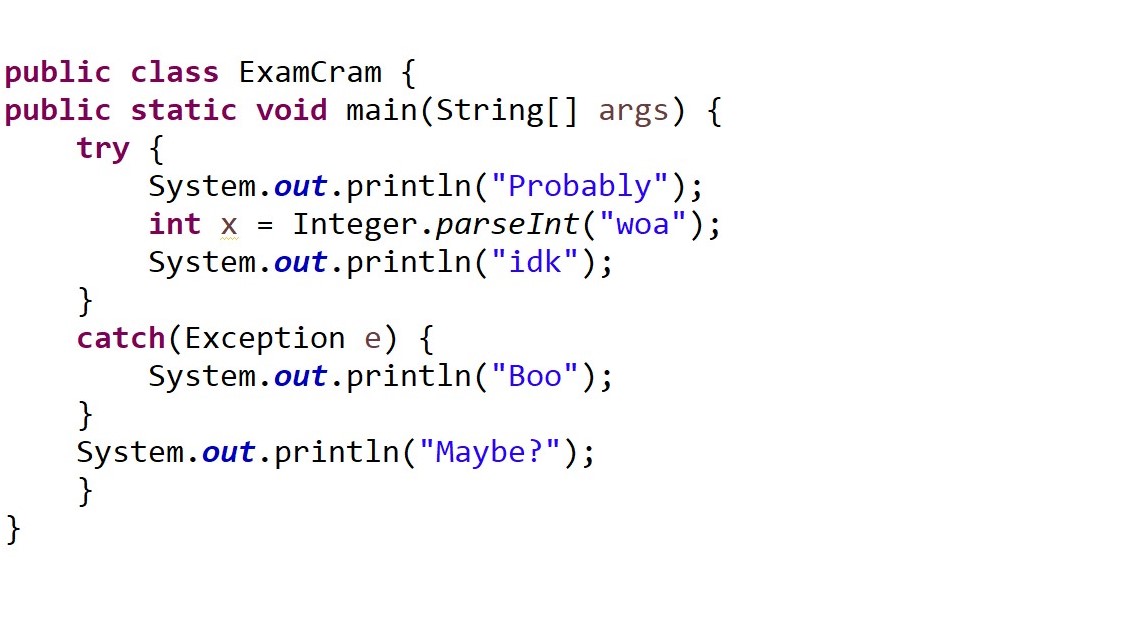 public class ExamCram {
public static void main(String[] args) {
    try {
        System.out.println("Probably");
        int x = Integer.parseInt("woa");
        System.out.println("idk");
    }
    catch(Exception e) {
        System.out.println("Boo");
    }
    System.out.println("Maybe?");
    }
}